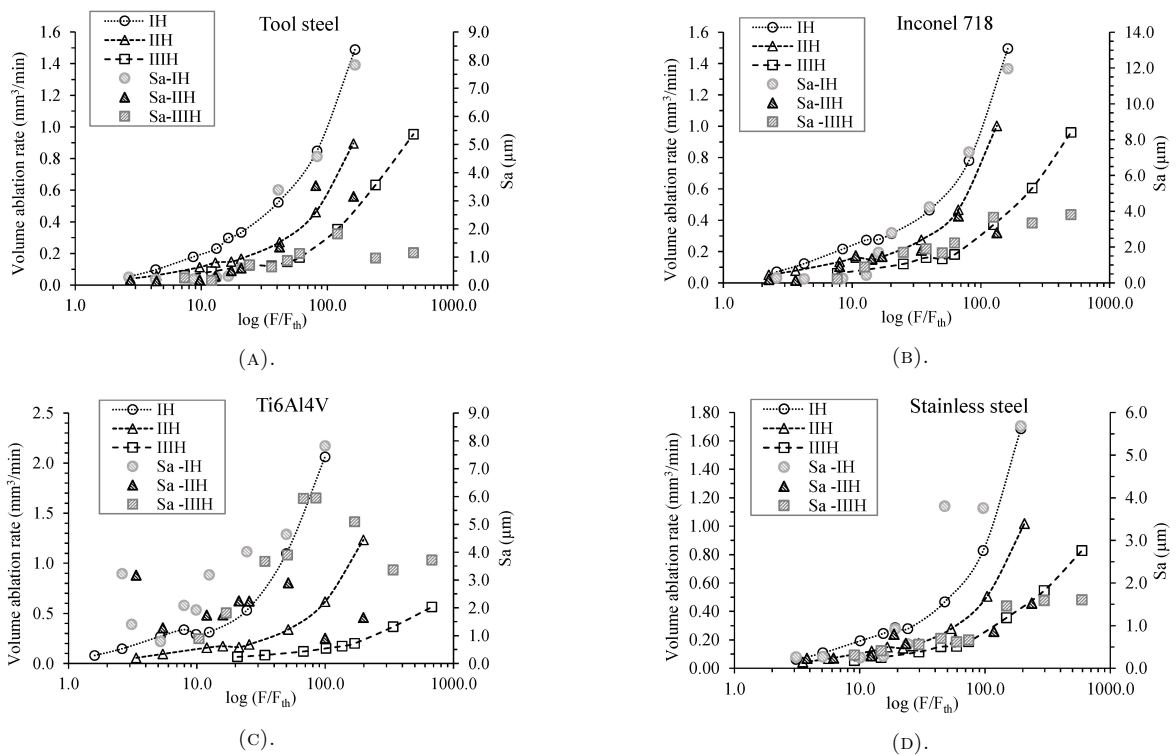 Tool steel
IH
IIH
IIIH
Sa-IH
Sa-IIH
Sa-IIIH
Volume ablation rate (mm³/min)
1.6
1.4
1.2
1.0
0.8
0.6
0.4
0.2
0.0
9.0
8.0
7.0
6.0
5.0
4.0
3.0
2.0
1.0
0.0
Sa (µm)
1.0 10.0 100.0 1000.0
log (F/Fth)
(A).
Inconel 718
IH
IIH
IIIH
Sa-IH
Sa-IIH
Sa -IIIH
Volume ablation rate (mm³/min)
1.6
1.4
1.2
1.0
0.8
0.6
0.4
0.2
0.0
14.0
12.0
10.0
8.0
6.0
4.0
2.0
0.0
Sa (µm)
1.0 10.0 100.0 1000.0
log (F/Fth)
(B).
Ti6Al4V
IH
IIH
IIIH
Sa -IH
Sa -IIH
Sa -IIIH
Volume ablation rate (mm³/min)
2.5
2.0
1.5
1.0
0.5
0.0
9.0
8.0
7.0
6.0
5.0
4.0
3.0
2.0
1.0
0.0
Sa (µm)
1.0 10.0 100.0 1000.0
log (F/Fth)
(C).
Stainless steel
IH
IIH
IIIH
Sa -IH
Sa -IIH
Sa -IIIH
Volume ablation rate (mm³/min)
1.80
1.60
1.40
1.20
1.00
0.80
0.60
0.40
0.20
0.00
6.0
5.0
4.0
3.0
2.0
1.0
0.0
Sa (µm)
1.0 10.0 100.0 1000.0
log (F/Fth)
(D).